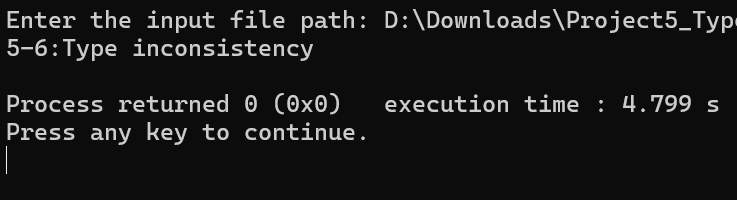 Enter the input file path: D:\Downloads\Project5_Type
5-6:Type inconsistency
Process returned 0 (0x0)   execution time : 4.799 s
Press any key to continue.